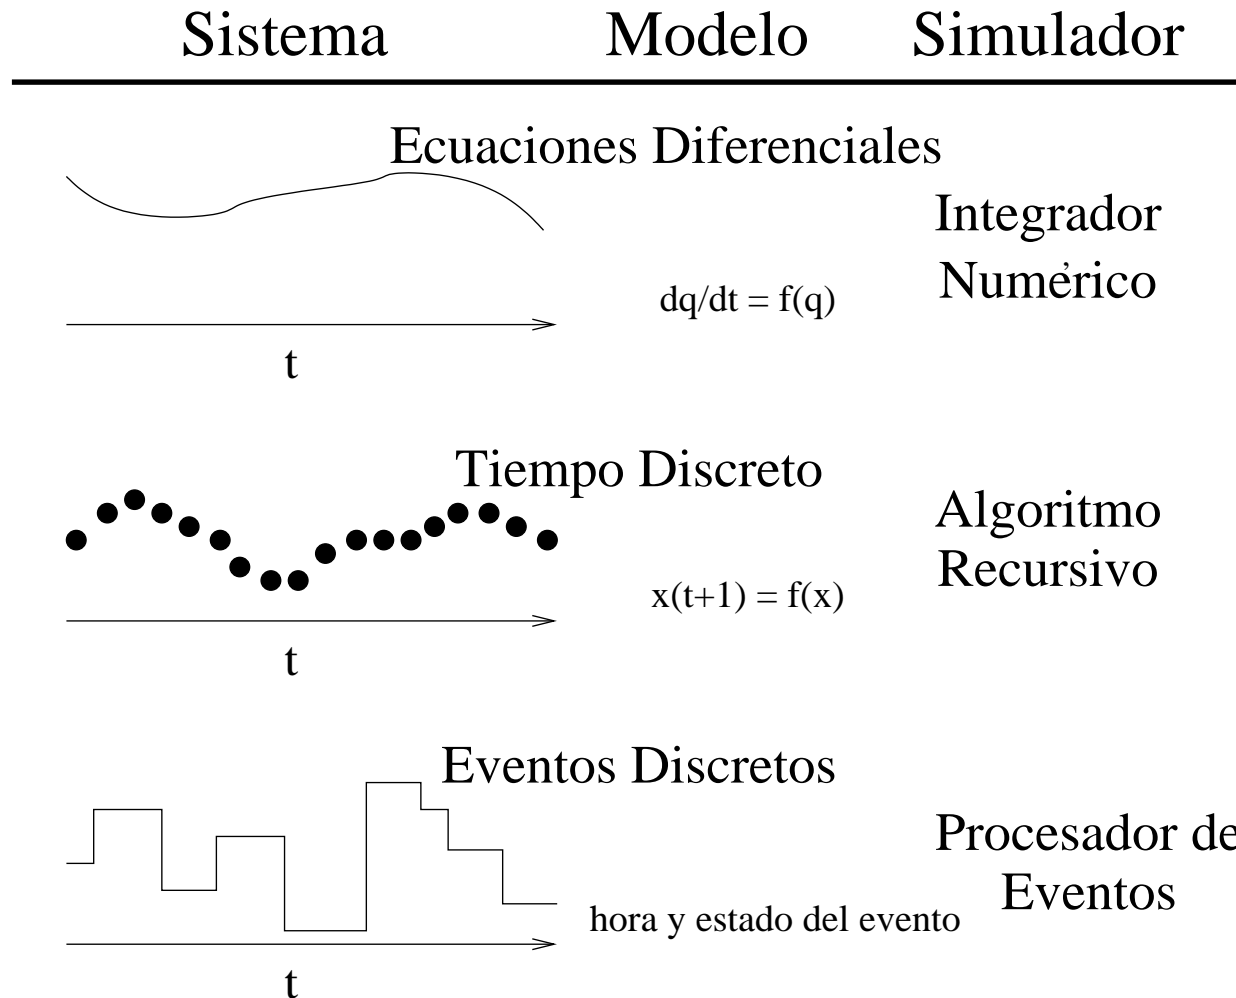 Sistema Modelo Simulador
Ecuaciones Diferenciales
Integrador
Numérico
dq/dt = f(q)
t
Tiempo Discreto
Algoritmo
Recursivo
x(t+1) = f(x)
t
Eventos Discretos
Procesador de
Eventos
hora y estado del evento
t